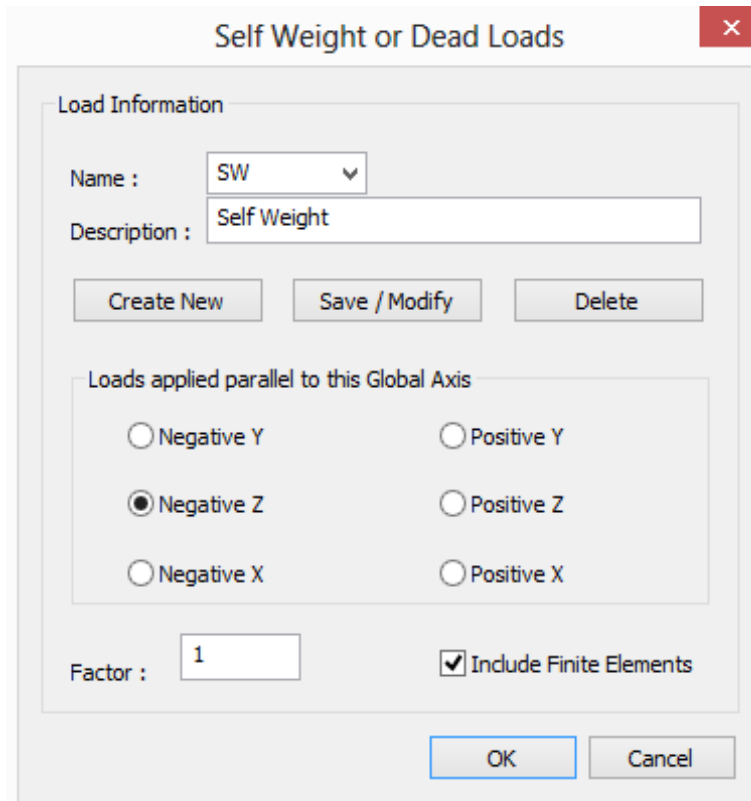 Self Weight or Dead Loads
Load Information
Name : SW
Description : Self Weight
Create New Save / Modify Delete
Loads applied parallel to this Global Axis
Negative Y Positive Y
Negative Z Positive Z
Negative X Positive X
Factor : 1 Include Finite Elements
OK Cancel